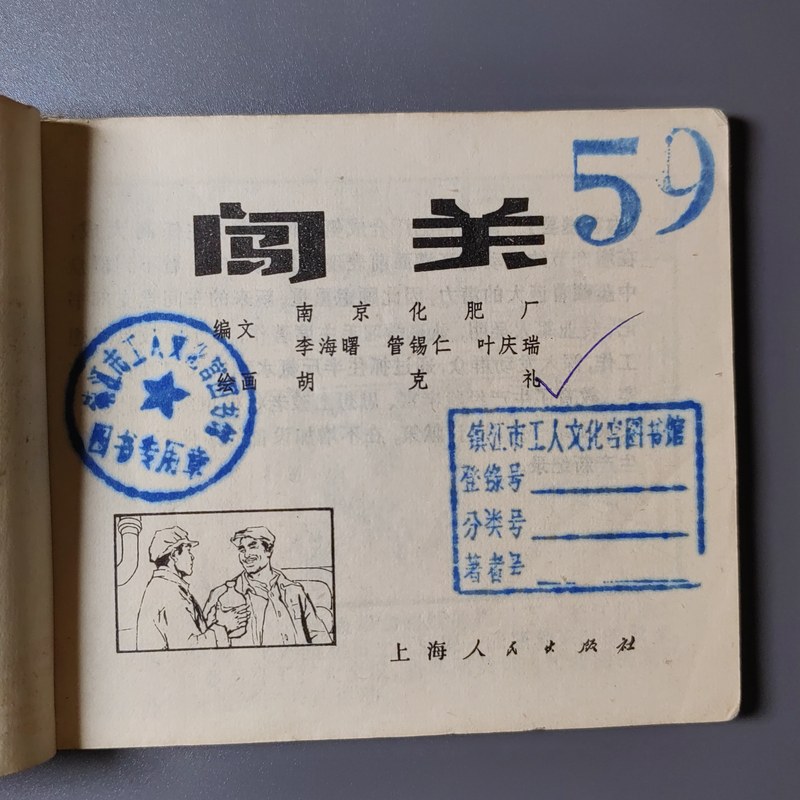 59
闯关
编文 南京化肥厂
李海曙 管锡仁 叶庆瑞
绘画 胡克礼
镇江市工人文化宫图书馆
图书专用章
镇江市工人文化宫图书馆
登录号
分类号
著者号
上海人民出版社